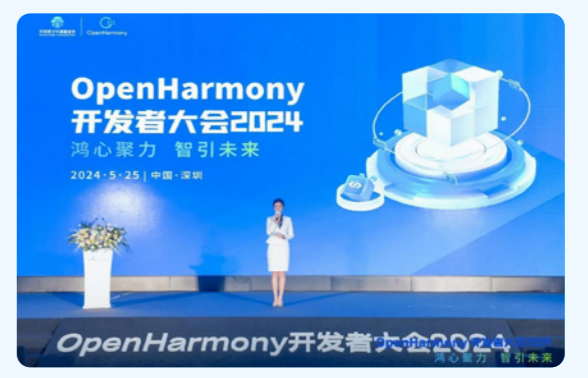 OpenHarmony
OpenHarmony
开发者大会2024
鸿心聚力 智引未来
2024·5·25 | 中国·深圳
</>
OpenHarmony开发者大会2024
鸿心聚力 智引未来